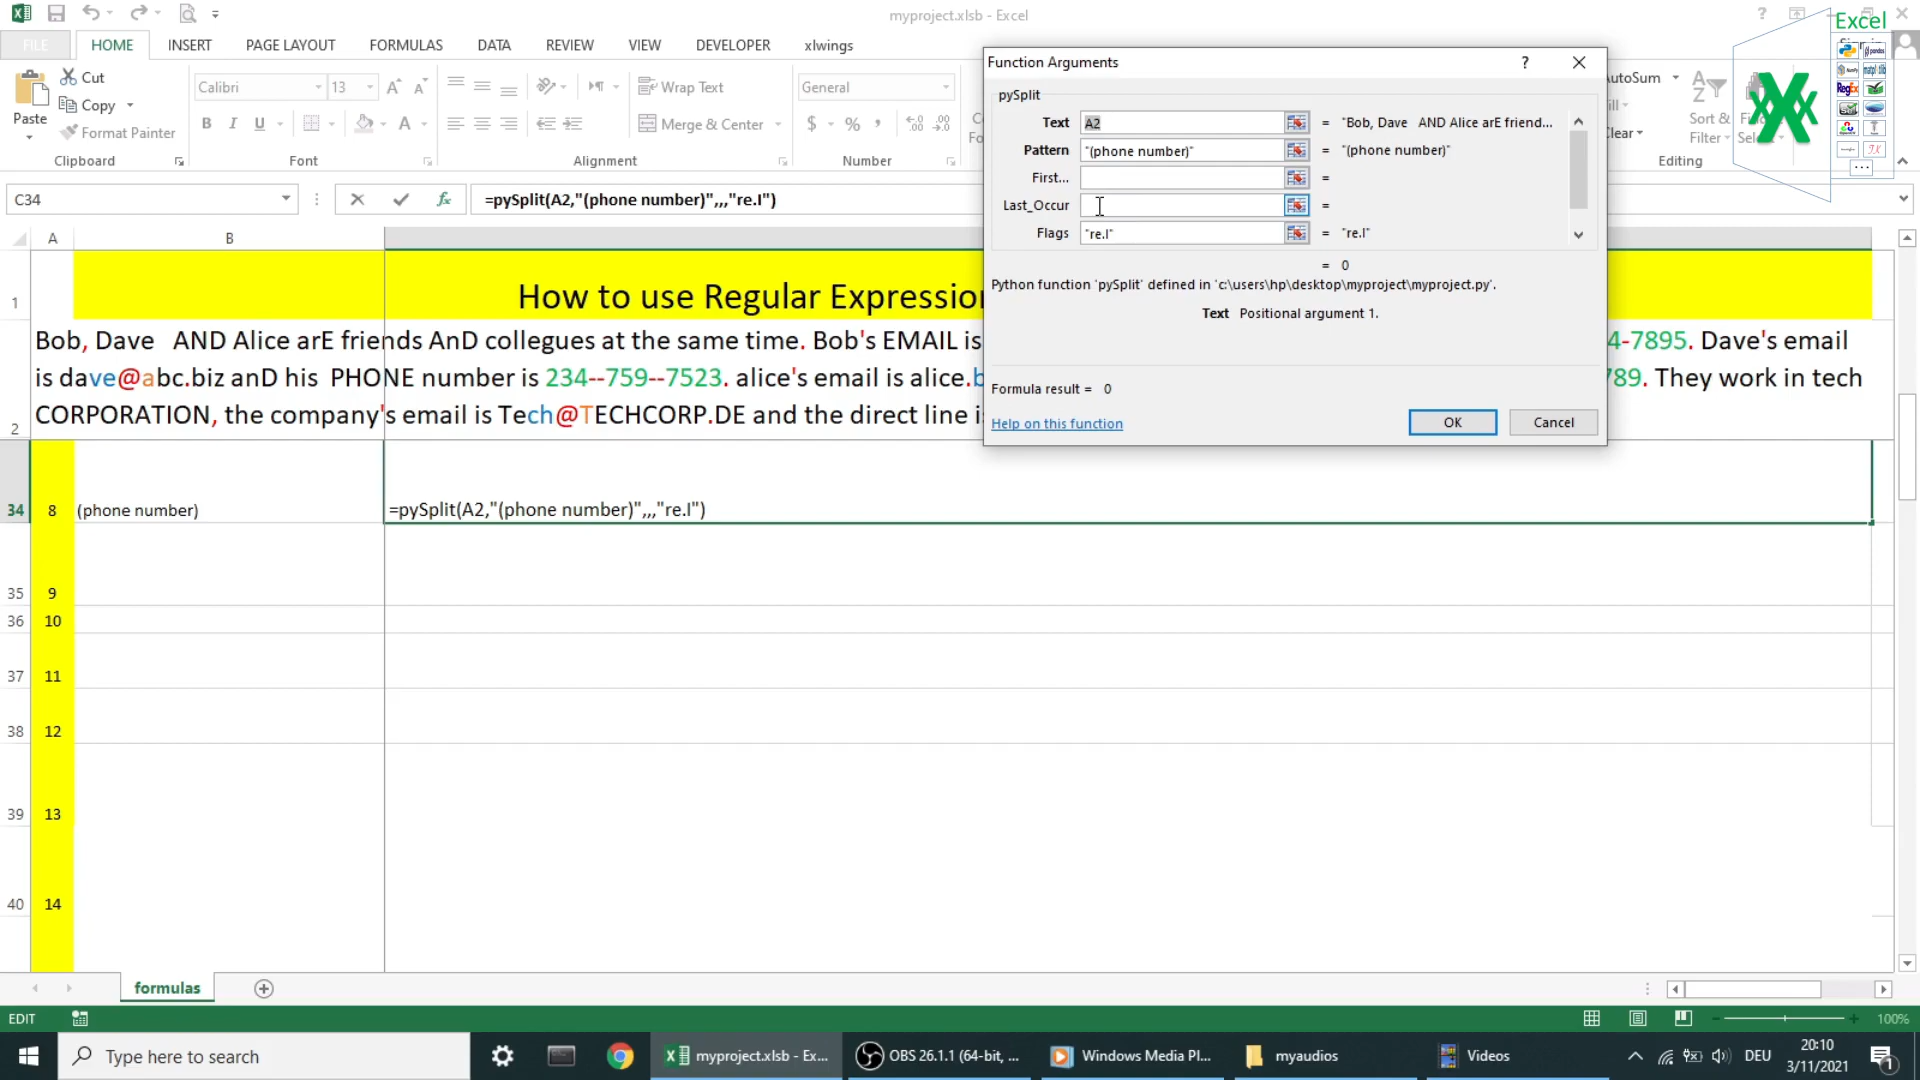 myproject.xlsb - Excel
Excel
FILE
HOME
INSERT
PAGE LAYOUT
FORMULAS
DATA
REVIEW
VIEW
DEVELOPER
xlwings
Paste
Cut
Copy
Format Painter
Clipboard
Calibri
13
Font
Wrap Text
Merge & Center
Alignment
General
Number
AutoSum
Sort &
Filter
Editing
C34
=pySplit(A2,"(phone number)",,,"re.I")
Function Arguments
pySplit
Text A2 = "Bob, Dave   AND Alice arE friend...
Pattern "(phone number)" = "(phone number)"
First... =
Last_Occur =
Flags "re.I" = "re.I"
= 0
Python function 'pySplit' defined in 'c:\users\hp\desktop\myproject\myproject.py'.
Text Positional argument 1.
Formula result = 0
Help on this function
OK
Cancel
A
B
1
How to use Regular Expression
2
Bob, Dave   AND Alice arE friends AnD collegues at the same time. Bob's EMAIL is 4-7895. Dave's email
is dave@abc.biz anD his  PHONE number is 234--759--7523. alice's email is alice.b 789. They work in tech
CORPORATION, the company's email is Tech@TECHCORP.DE and the direct line i
34 8 (phone number) =pySplit(A2,"(phone number)",,,"re.I")
35 9
36 10
37 11
38 12
39 13
40 14
formulas
EDIT
100%
Type here to search
myproject.xlsb - Ex...
OBS 26.1.1 (64-bit, ...
Windows Media Pl...
myaudios
Videos
DEU
20:10
3/11/2021
1